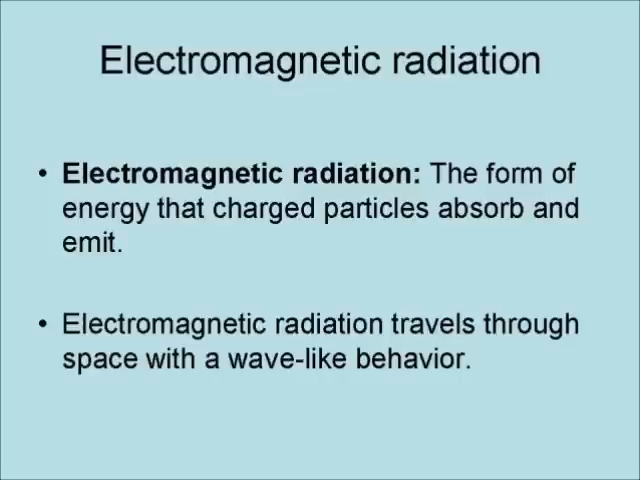 Electromagnetic radiation
• Electromagnetic radiation: The form of
energy that charged particles absorb and
emit.
• Electromagnetic radiation travels through
space with a wave-like behavior.